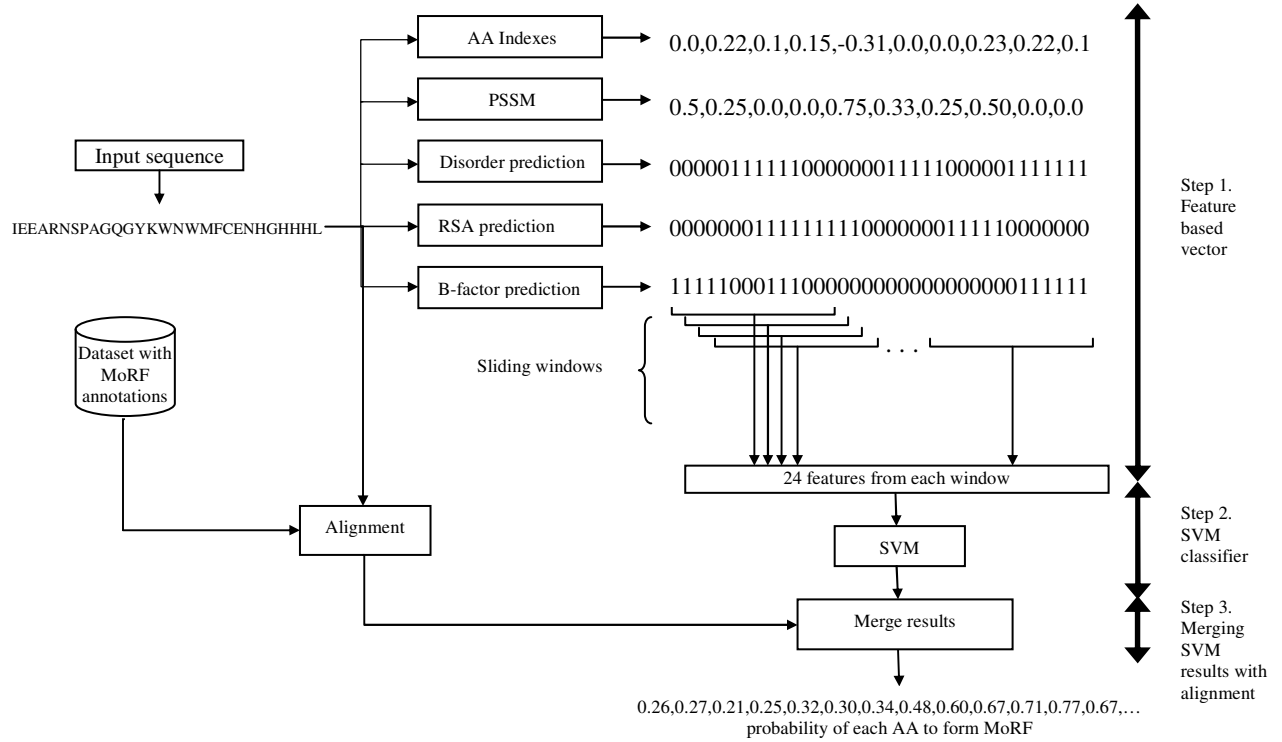 AA Indexes
0.0,0.22,0.1,0.15,-0.31,0.0,0.0,0.23,0.22,0.1
PSSM
0.5,0.25,0.0,0.0,0.75,0.33,0.25,0.50,0.0,0.0
Input sequence
Disorder prediction
00000111111000000011111000001111111
IEEARNSPAGQGYKWNWMFCENHGHHHL
RSA prediction
00000001111111110000000111110000000
B-factor prediction
11111000111000000000000000000111111
Step 1.
Feature
based
vector
Dataset with
MoRF
annotations
Sliding windows
. . .
24 features from each window
Alignment
SVM
Step 2.
SVM
classifier
Merge results
Step 3.
Merging
SVM
results with
alignment
0.26,0.27,0.21,0.25,0.32,0.30,0.34,0.48,0.60,0.67,0.71,0.77,0.67,…
probability of each AA to form MoRF